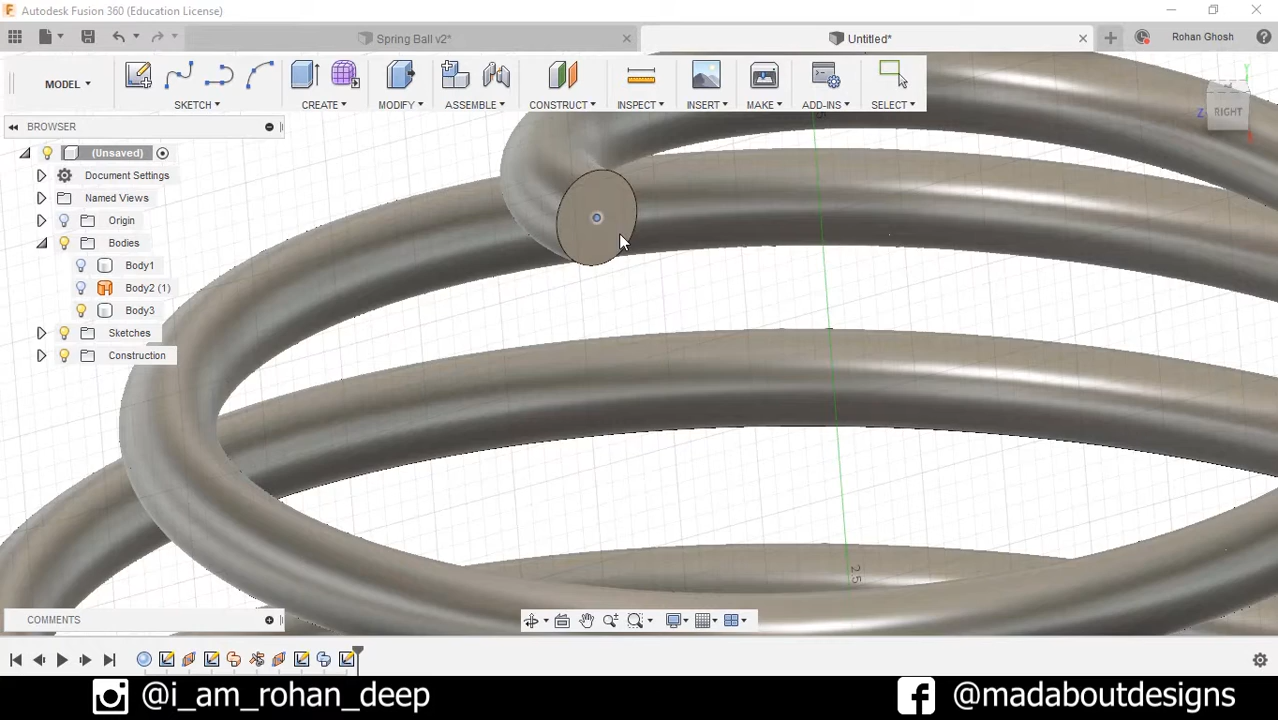 Autodesk Fusion 360 (Education License)
Spring Ball v2*
Untitled*
Rohan Ghosh
MODEL
SKETCH
CREATE
MODIFY
ASSEMBLE
CONSTRUCT
INSPECT
INSERT
MAKE
ADD-INS
SELECT
BROWSER
(Unsaved)
Document Settings
Named Views
Origin
Bodies
Body1
Body2 (1)
Body3
Sketches
Construction
Y
Z
X
RIGHT
2.5
COMMENTS
@i_am_rohan_deep
@madaboutdesigns